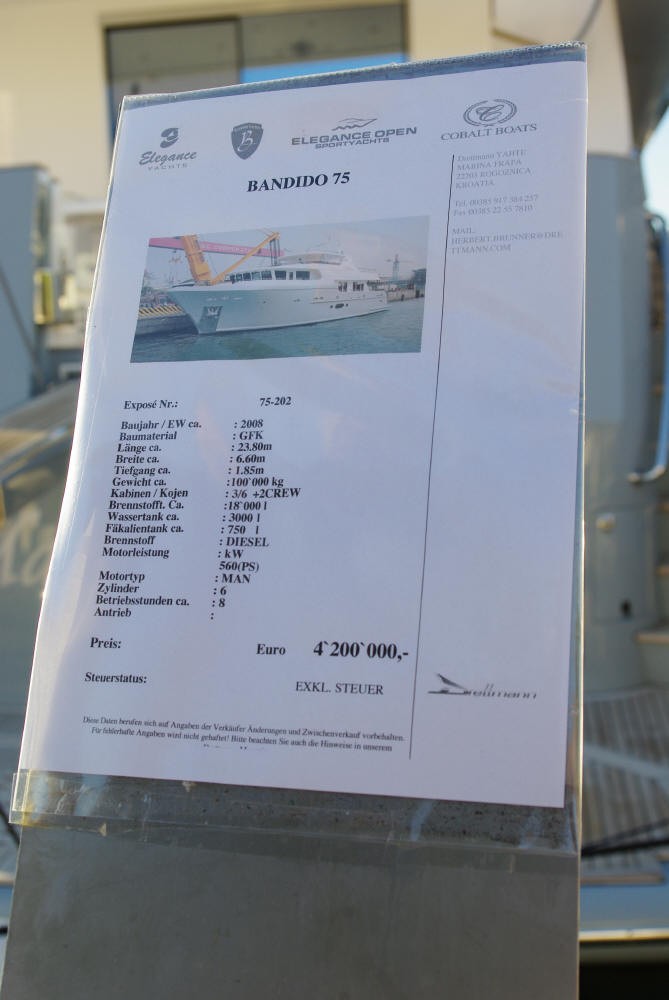 Elegance
YACHTS
B
ELEGANCE OPEN
SPORTYACHTS
C
COBALT BOATS
BANDIDO 75
Drettmann YAHTE
MARINA FRAPA
22203 ROGOZNICA
KROATIA
Tel. 00385 917 384 257
Fax 00385 22 55 7810
MAIL:
HERBERT.BRUNNER@DRE
TTMANN.COM
Exposé Nr.: 75-202
Baujahr / EW ca. : 2008
Baumaterial : GFK
Länge ca. : 23.80m
Breite ca. : 6.60m
Tiefgang ca. : 1.85m
Gewicht ca. :100`000 kg
Kabinen / Kojen : 3/6 +2CREW
Brennstofft. Ca. :18`000 l
Wassertank ca. : 3000 l
Fäkalientank ca. : 750 l
Brennstoff : DIESEL
Motorleistung : kW
560(PS)
Motortyp : MAN
Zylinder : 6
Betriebsstunden ca. : 8
Antrieb :
Preis: Euro 4`200`000,-
Steuerstatus: EXKL. STEUER
Drettmann
Diese Daten berufen sich auf Angaben der Verkäufer Änderungen und Zwischenverkauf vorbehalten.
Für fehlerhafte Angaben wird nicht gehaftet! Bitte beachten Sie auch die Hinweise in unserem